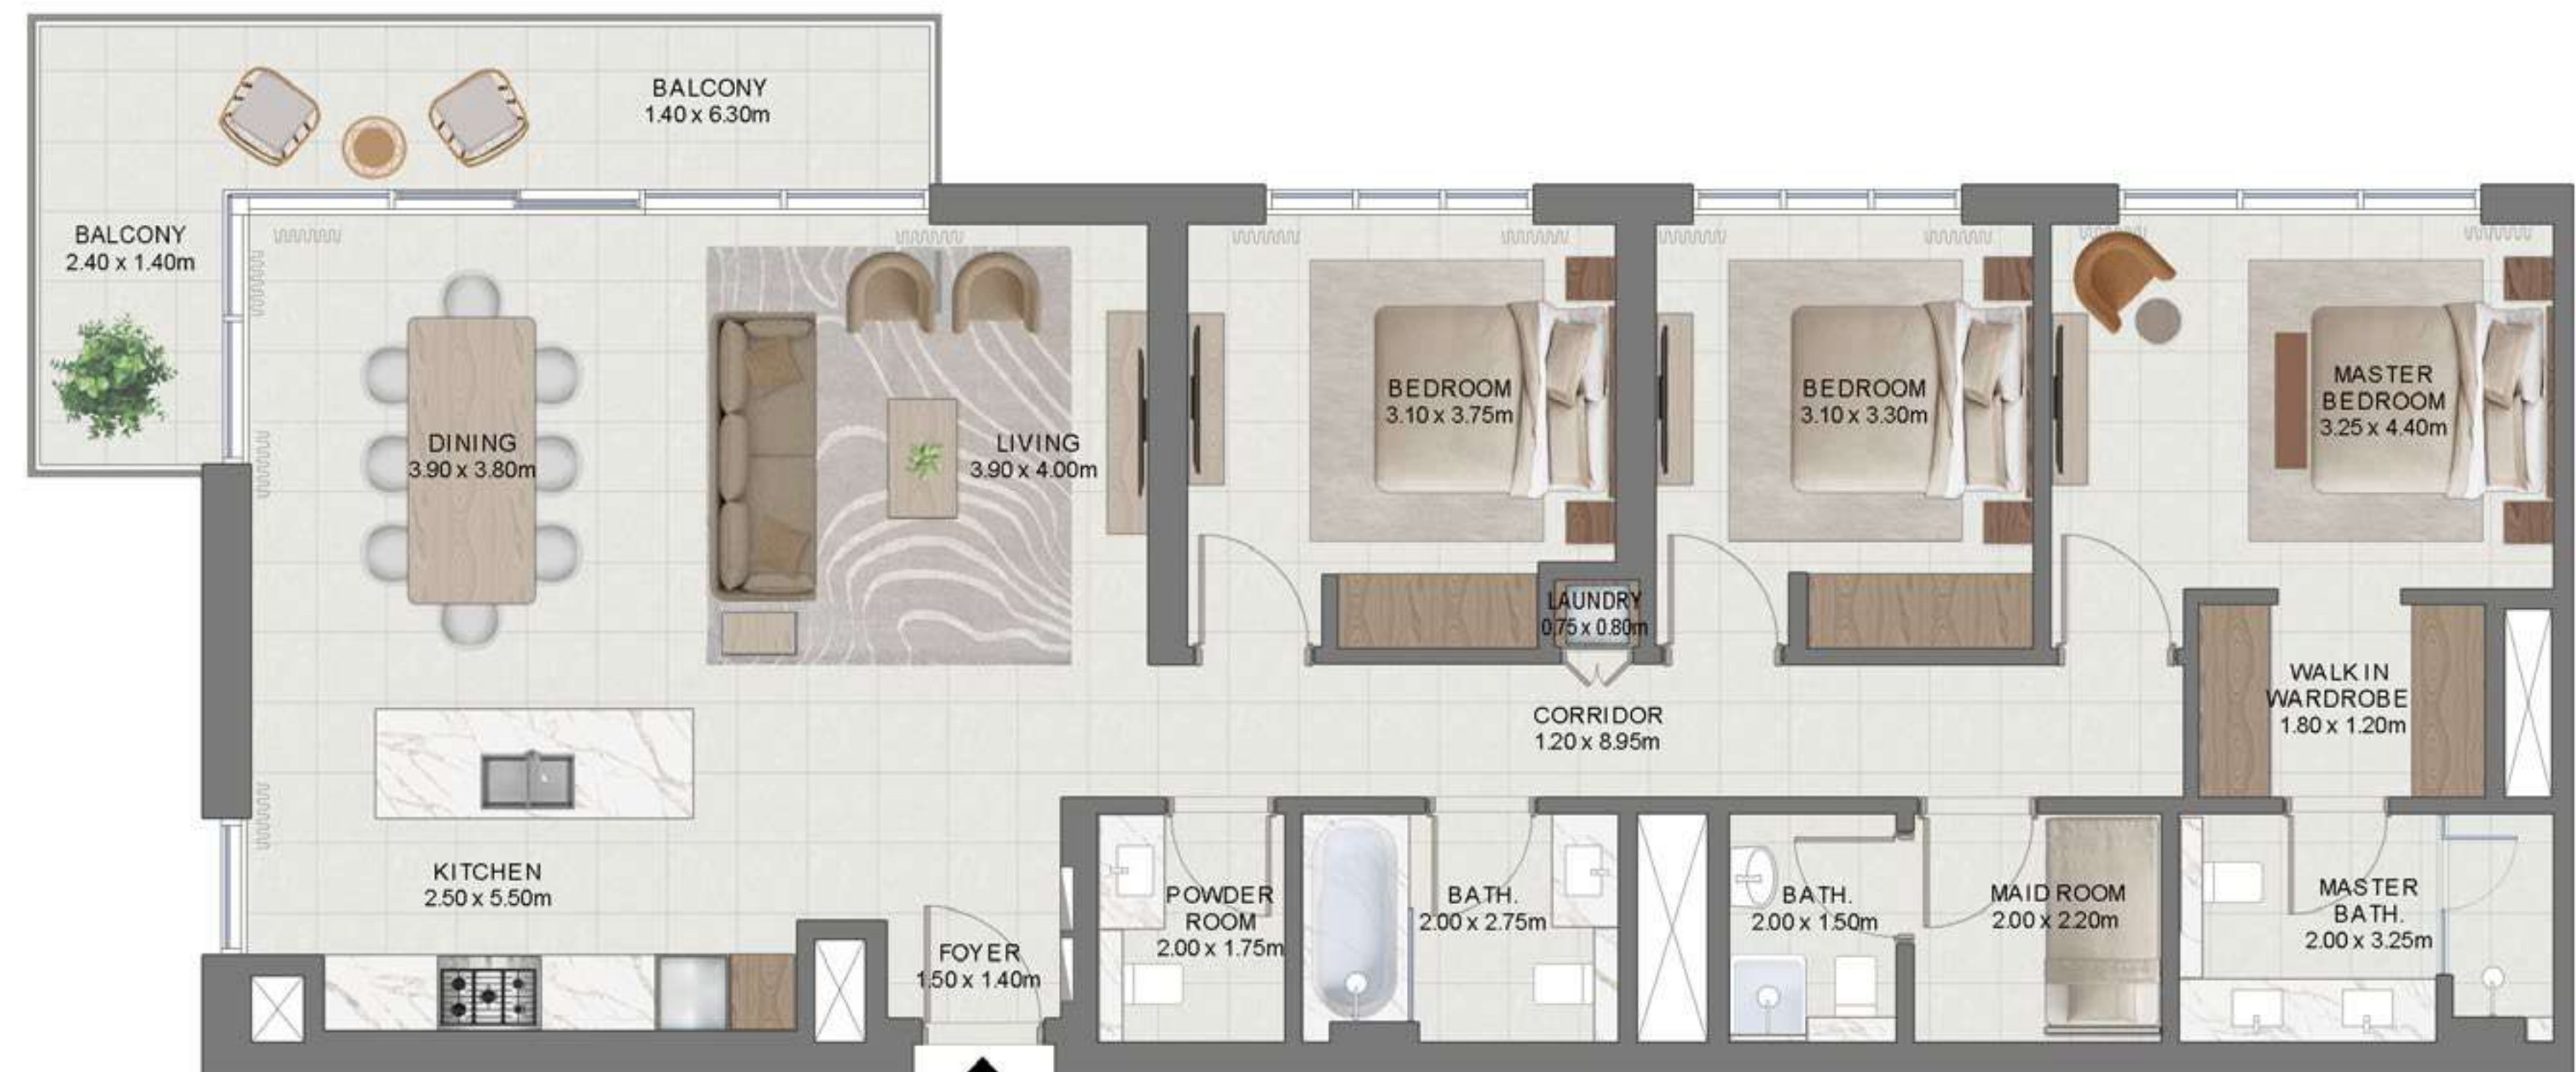 BALCONY
1.40 x 6.30m
BALCONY
2.40 x 1.40m
DINING
3.90 x 3.80m
LIVING
3.90 x 4.00m
BEDROOM
3.10 x 3.75m
BEDROOM
3.10 x 3.30m
MASTER
BEDROOM
3.25 x 4.40m
LAUNDRY
0.75 x 0.80m
CORRIDOR
1.20 x 8.95m
WALK IN
WARDROBE
1.80 x 1.20m
KITCHEN
2.50 x 5.50m
FOYER
1.50 x 1.40m
POWDER
ROOM
2.00 x 1.75m
BATH.
2.00 x 2.75m
BATH.
2.00 x 1.50m
MAID ROOM
2.00 x 2.20m
MASTER
BATH.
2.00 x 3.25m